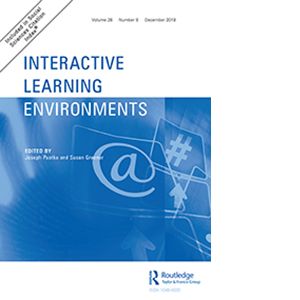 Included in Social
Sciences Citation
Index®
Volume 26 Number 8 December 2018
INTERACTIVE
LEARNING
ENVIRONMENTS
EDITED BY
Joseph Psotka and Susan Greener
@
#
R
Routledge
Taylor & Francis Group